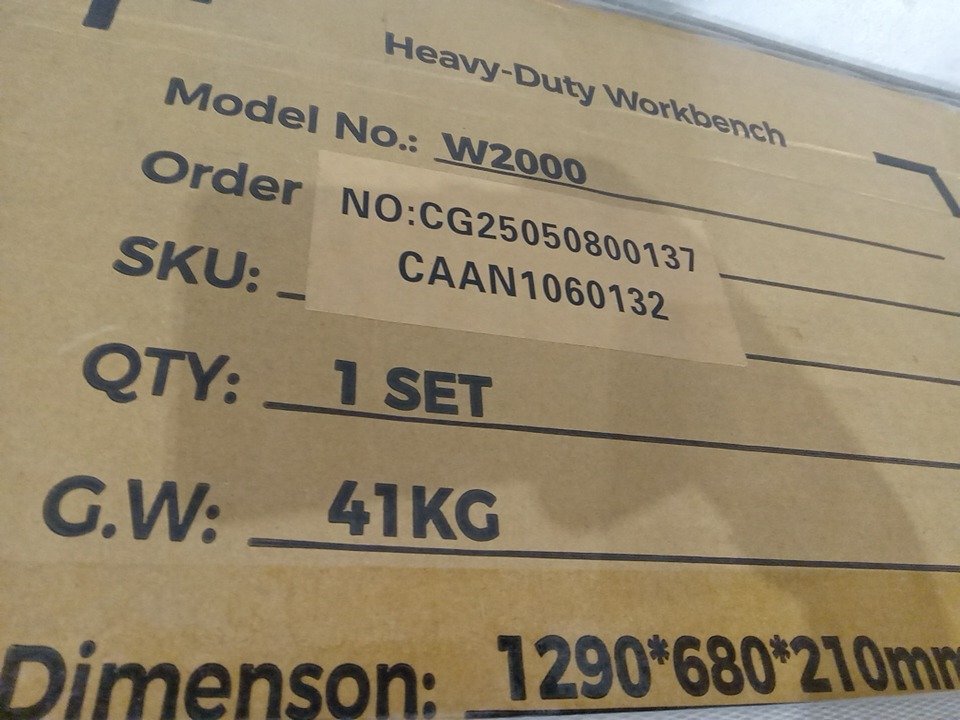 Heavy-Duty Workbench
Model No.: W2000
Order NO:CG25050800137
SKU: CAAN1060132
QTY: 1 SET
G.W: 41KG
Dimenson: 1290*680*210mm